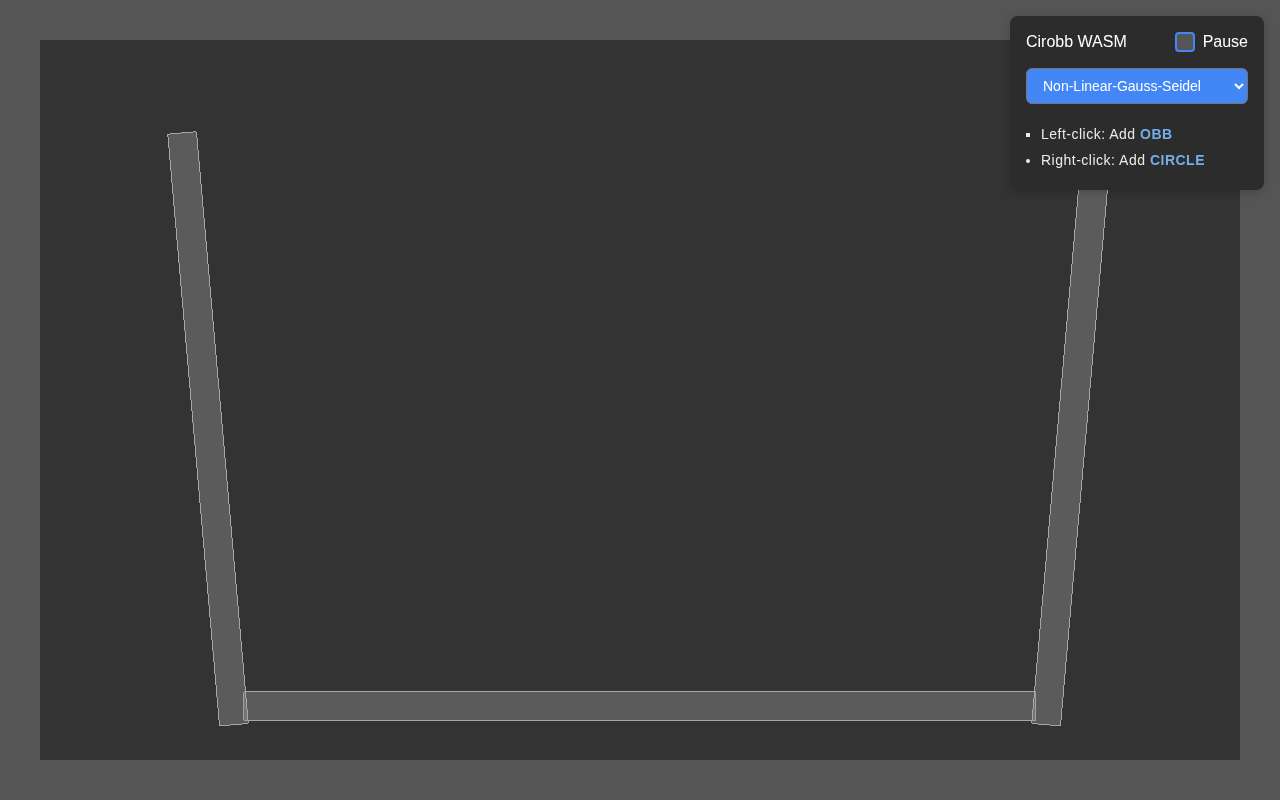 Cirobb WASM
Pause
Non-Linear-Gauss-Seidel
Left-click: Add OBB
Right-click: Add CIRCLE